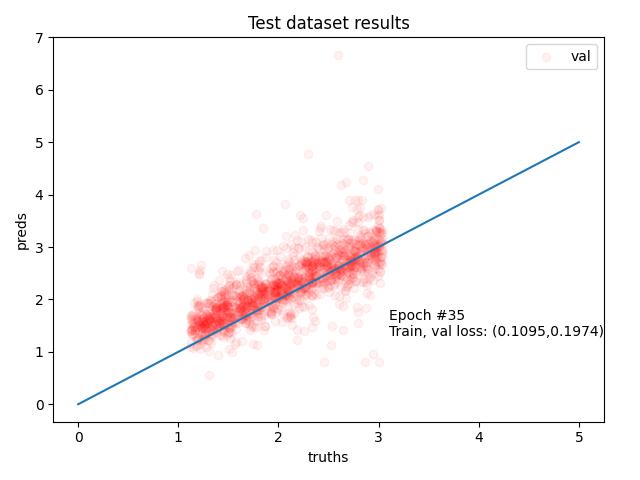 Test dataset results
val
7
6
5
4
3
2
1
0
preds
Epoch #35
Train, val loss: (0.1095,0.1974)
0 1 2 3 4 5
truths